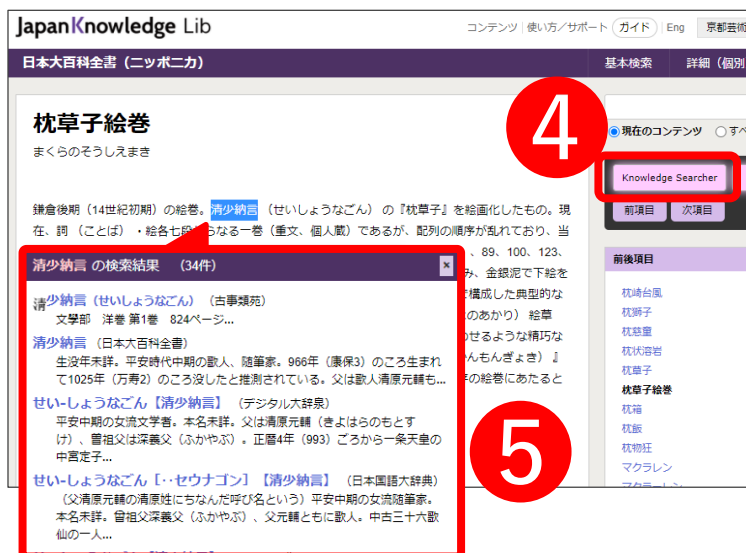 JapanKnowledge Lib
コンテンツ 使い方／サポート ガイド Eng 京都芸術
日本大百科全書（ニッポニカ）
基本検索 詳細（個別
枕草子絵巻
まくらのそうしえまき
4
現在のコンテンツ すべ
Knowledge Searcher
前項目 次項目
鎌倉後期（14世紀初期）の絵巻。清少納言（せいしょうなごん）の『枕草子』を絵画化したもの。現
在、詞（ことば）・絵各七段からなる一巻（重文、個人蔵）であるが、配列の順序が乱れており、当
、89、100、123、
み、金銀泥で下絵を
構成した典型的な
のあかり） 絵草
のせるような精巧な
んもんぎょき）』
の絵巻にあたると
清少納言 の検索結果 （34件）
×
清少納言（せいしょうなごん）（古事類苑）
文學部 洋巻 第1巻 824ページ...
清少納言（日本大百科全書）
生没年未詳。平安時代中期の歌人、随筆家。966年（康保3）のころ生まれ
て1025年（万寿2）のころ没したと推測されている。父は歌人清原元輔も...
せい‐しょうなごん【清少納言】（デジタル大辞泉）
平安中期の女流文学者。本名未詳。父は清原元輔（きよはらのもとす
け）、曽祖父は深養父（ふかやぶ）。正暦4年（993）ごろから一条天皇の
中宮定子...
せい‐しょうなごん［‥セウナゴン］【清少納言】（日本国語大辞典）
（父清原元輔の清原姓にちなんだ呼び名という）平安中期の女流随筆家。
本名未詳。曽祖父深養父（ふかやぶ）、父元輔ともに歌人。中古三十六歌
仙の一人...
5
前後項目
枕崎台風
枕獅子
枕慈童
枕状溶岩
枕草子
枕草子絵巻
枕箱
枕飯
枕物狂
マクラレン